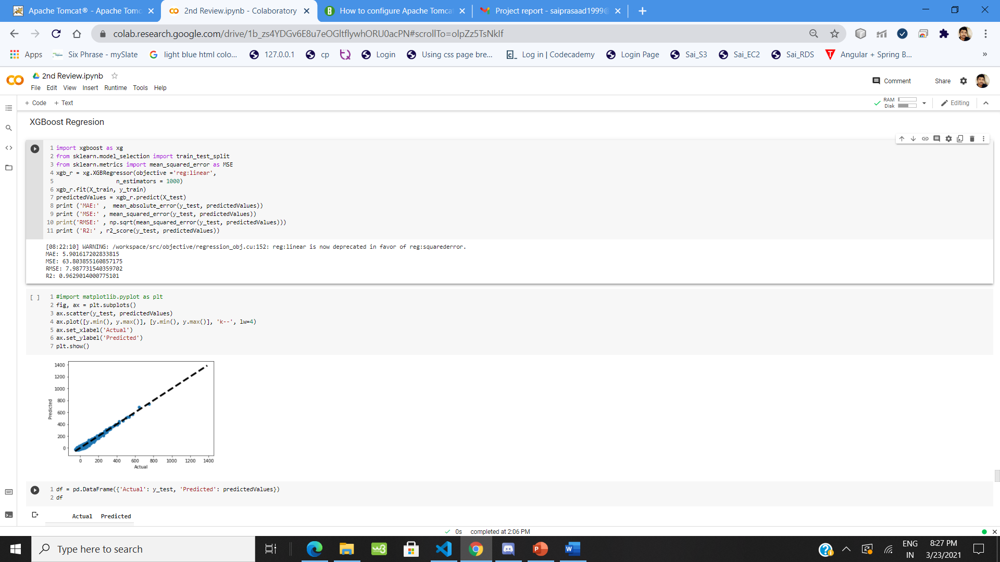 Apache Tomcat® - Apache Tomc
2nd Review.ipynb - Colaboratory
How to configure Apache Tomca
Project report - saiprasaad1999@
colab.research.google.com/drive/1b_zs4YDGv6E8u7eOGltflywhORU0acPN#scrollTo=olpZz5TsNkIf
Apps
Six Phrase - mySlate
light blue html colo...
127.0.0.1
cp
Login
Using css page bre...
Log in | Codecademy
Login Page
Sai_S3
Sai_EC2
Sai_RDS
Angular + Spring B...
»
2nd Review.ipynb
Comment
Share
File Edit View Insert Runtime Tools Help
+ Code + Text
RAM
Disk
Editing
XGBoost Regresion
1 import xgboost as xg
2 from sklearn.model_selection import train_test_split
3 from sklearn.metrics import mean_squared_error as MSE
4 xgb_r = xg.XGBRegressor(objective ='reg:linear',
5 n_estimators = 1000)
6 xgb_r.fit(X_train, y_train)
7 predictedValues = xgb_r.predict(X_test)
8 print ('MAE:' , mean_absolute_error(y_test, predictedValues))
9 print ('MSE:' , mean_squared_error(y_test, predictedValues))
10 print('RMSE:' , np.sqrt(mean_squared_error(y_test, predictedValues)))
11 print ('R2:' , r2_score(y_test, predictedValues))
[08:22:10] WARNING: /workspace/src/objective/regression_obj.cu:152: reg:linear is now deprecated in favor of reg:squarederror.
MAE: 5.901617202833815
MSE: 63.803855160857175
RMSE: 7.987731540359702
R2: 0.9629014000775101
[ ]
1 #import matplotlib.pyplot as plt
2 fig, ax = plt.subplots()
3 ax.scatter(y_test, predictedValues)
4 ax.plot([y.min(), y.max()], [y.min(), y.max()], 'k--', lw=4)
5 ax.set_xlabel('Actual')
6 ax.set_ylabel('Predicted')
7 plt.show()
1400
1200
1000
800
600
400
200
0
Predicted
0 200 400 600 800 1000 1200 1400
Actual
1 df = pd.DataFrame({'Actual': y_test, 'Predicted': predictedValues})
2 df
Actual Predicted
0s completed at 2:06 PM
Type here to search
w3
ENG
IN
8:27 PM
3/23/2021